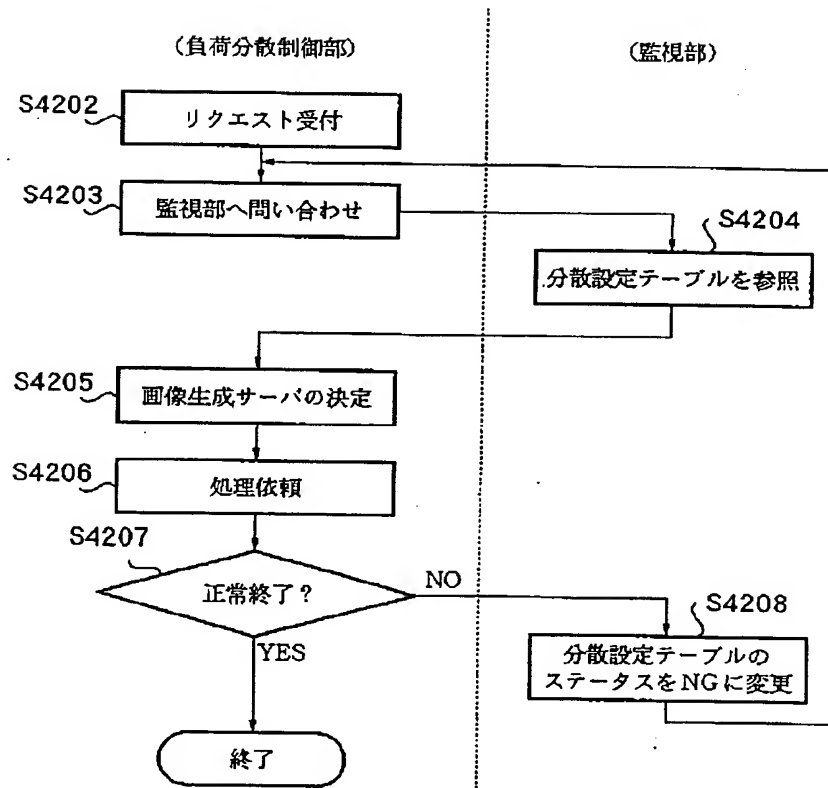 (負荷分散制御部)
(監視部)
S4202
リクエスト受付
S4203
監視部へ問い合わせ
S4204
分散設定テーブルを参照
S4205
画像生成サーバの決定
S4206
処理依頼
S4207
正常終了?
NO
YES
S4208
分散設定テーブルの
ステータスをNGに変更
終了